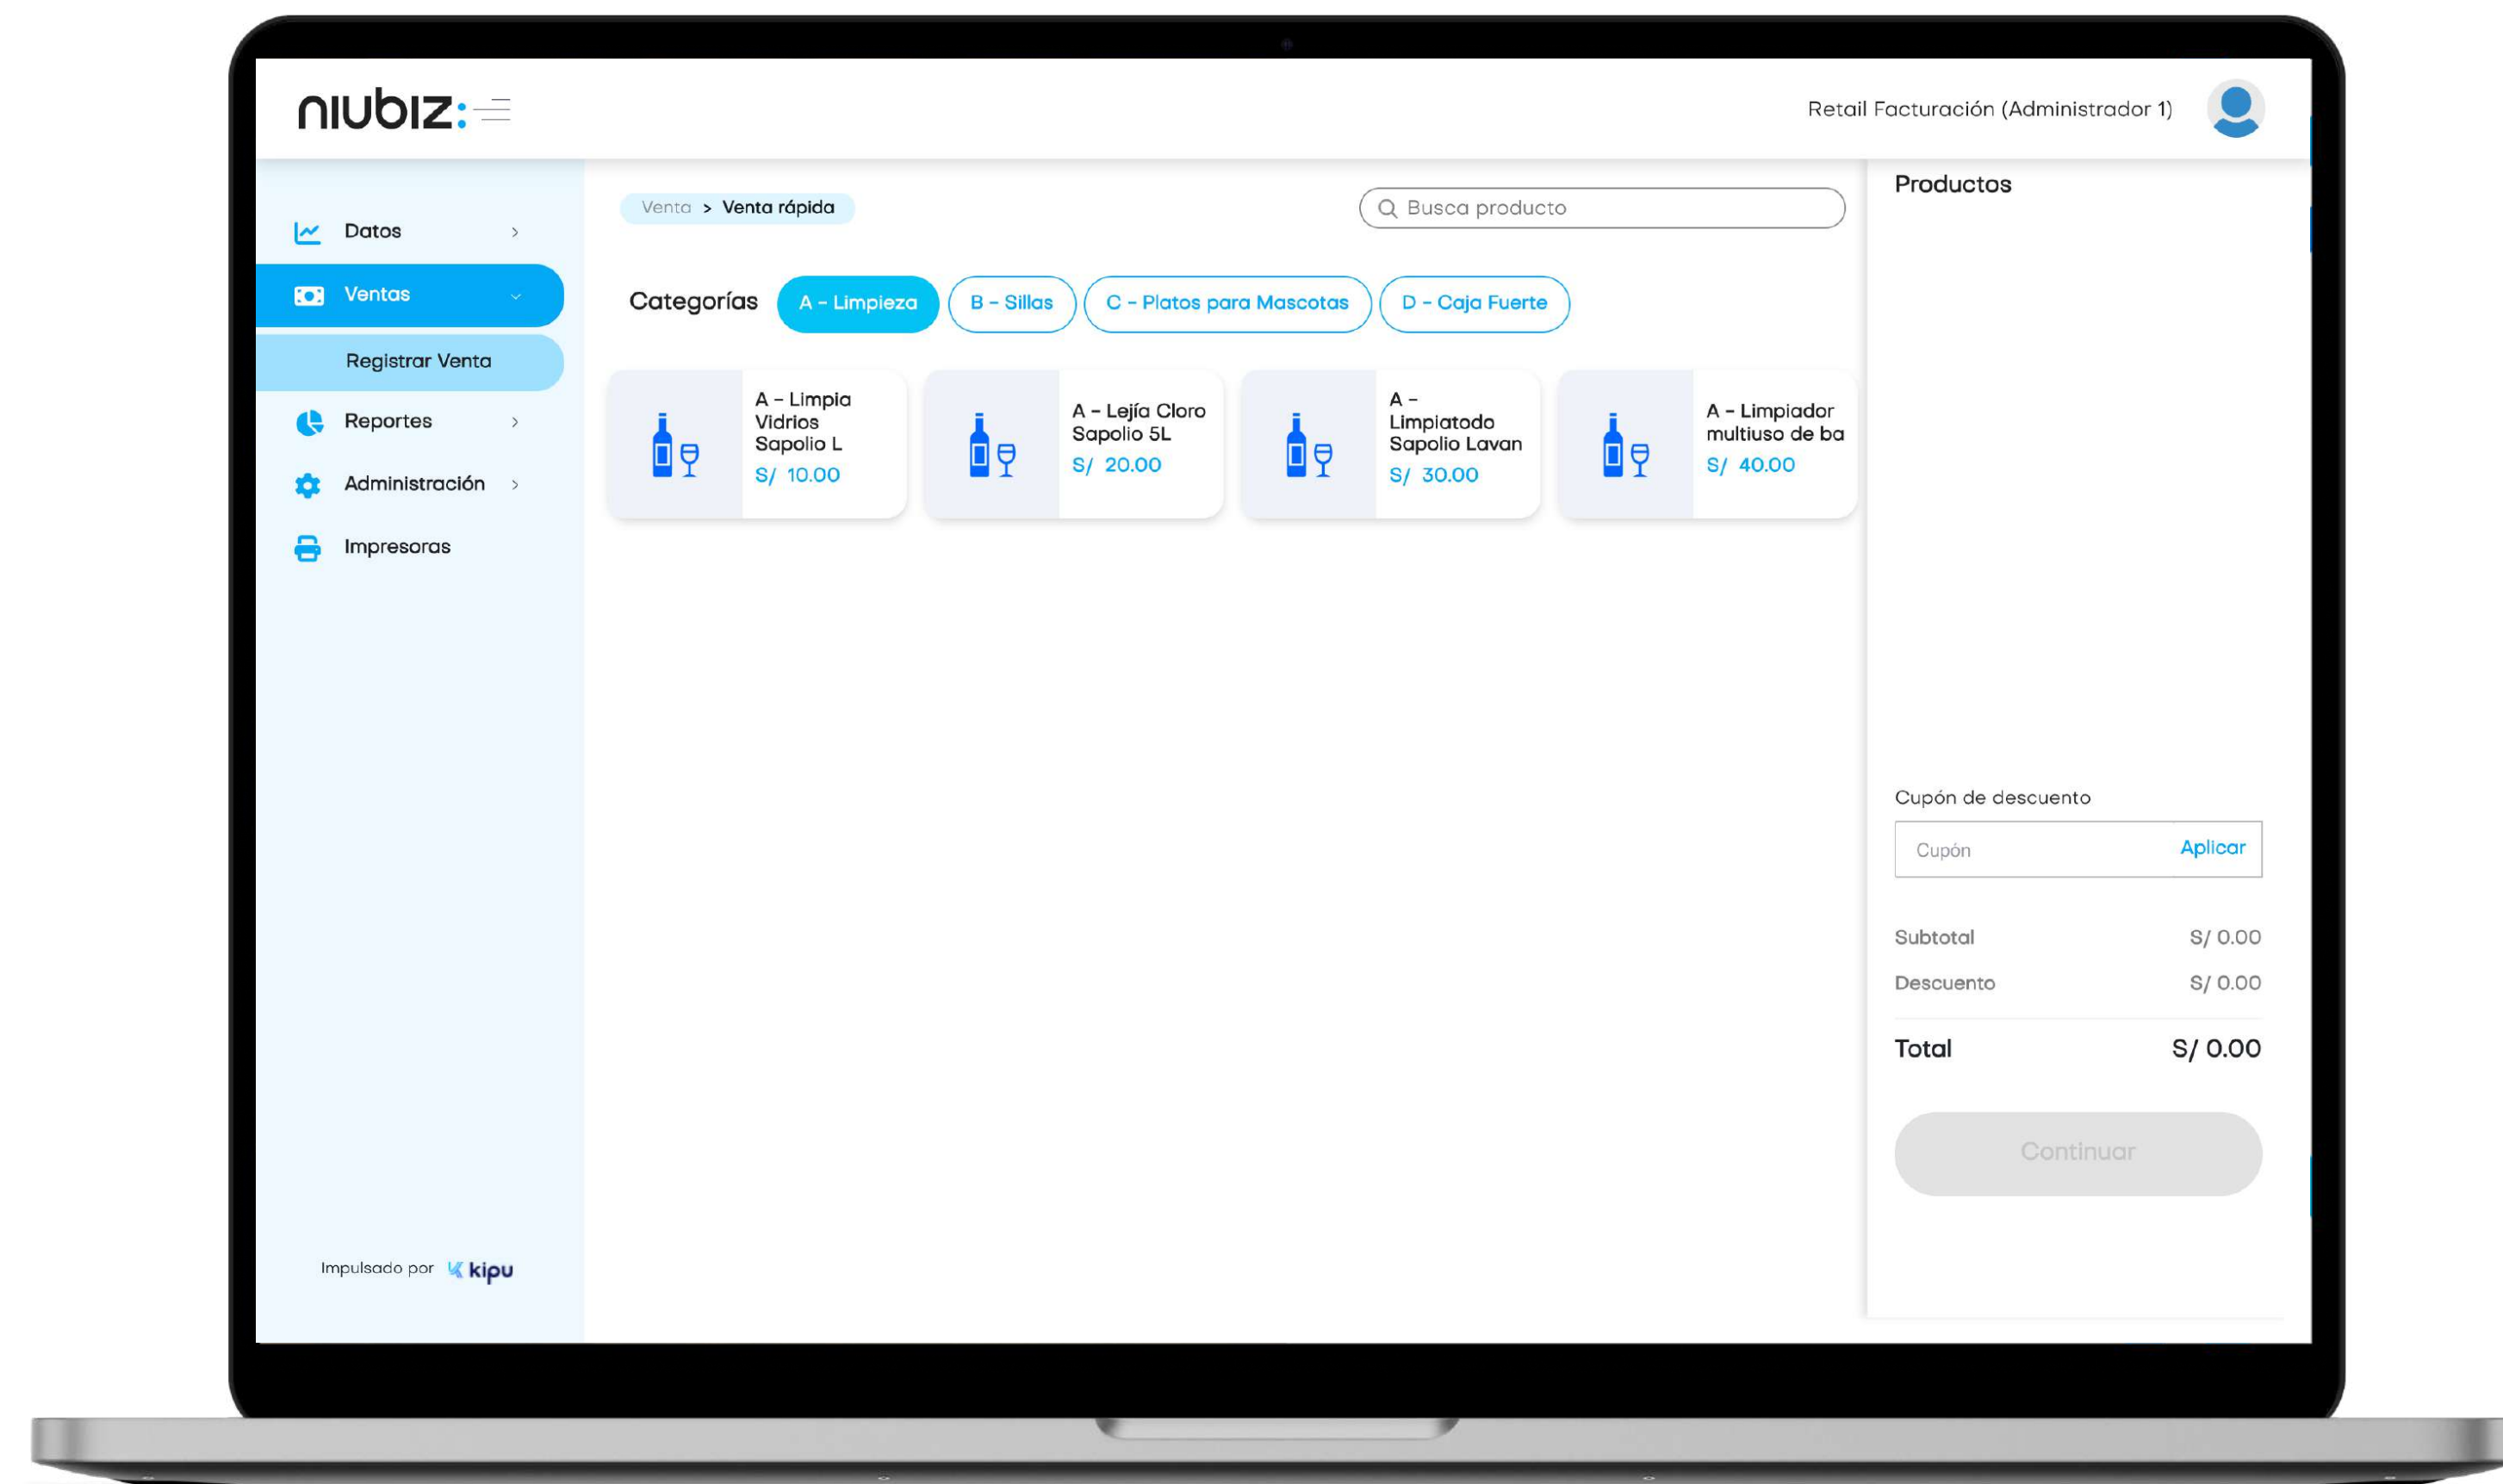 niubiz:
Retail Facturación (Administrador 1)
Datos
Ventas
Registrar Venta
Reportes
Administración
Impresoras
Impulsado por kipu
Venta > Venta rápida
Busca producto
Categorías
A - Limpieza
B - Sillas
C - Platos para Mascotas
D - Caja Fuerte
A - Limpia
Vidrios
Sapolio L
S/ 10.00
A - Lejía Cloro
Sapolio 5L
S/ 20.00
A -
Limpiatodo
Sapolio Lavan
S/ 30.00
A - Limpiador
multiuso de ba
S/ 40.00
Productos
Cupón de descuento
Cupón
Aplicar
Subtotal S/ 0.00
Descuento S/ 0.00
Total S/ 0.00
Continuar